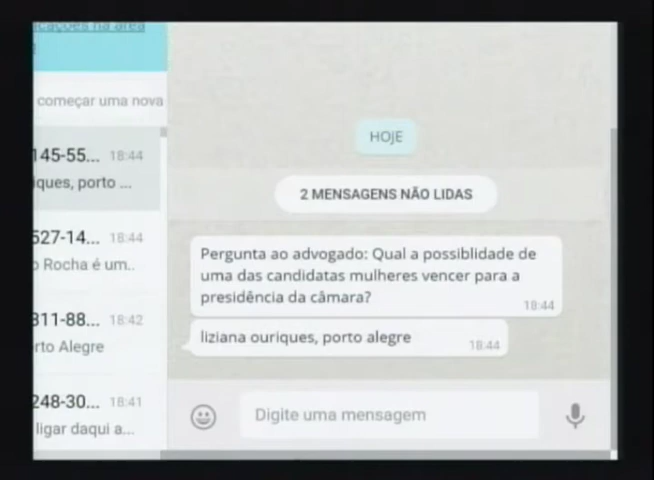 começar uma nova
145-55... 18:44
iques, porto ...
527-14... 18:44
Rocha é um..
311-88... 18:42
rto Alegre
248-30... 18:41
ligar daqui a...
HOJE
2 MENSAGENS NÃO LIDAS
Pergunta ao advogado: Qual a possiblidade de
uma das candidatas mulheres vencer para a
presidência da câmara?
18:44
liziana ouriques, porto alegre
18:44
Digite uma mensagem